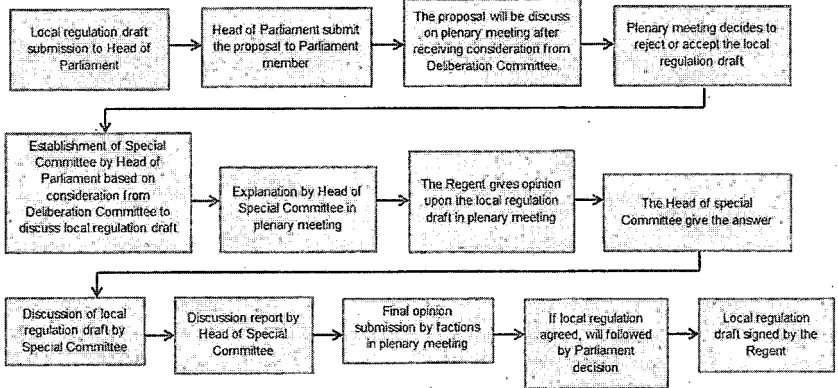 Local regulation draft
submission to Head of
Parliament
Head of Parliament submit
the proposal to Parliament
member
The proposal will be discuss
on plenary meeting after
receiving consideration from
Deliberation Committee
Plenary meeting decides to
reject or accept the local
regulation draft
Establishment of Special
Committee by Head of
Parliament based on
consideration from
Deliberation Committee to
discuss local regulation draft
Explanation by Head of
Special Committee in
plenary meeting
The Regent gives opinion
upon the local regulation
draft in plenary meeting
The Head of special
Committee give the answer
Discussion of local
regulation draft by
Special Committee
Discussion report by
Head of Special
Committee
Final opinion
submission by factions
in plenary meeting
If local regulation
agreed, will followed
by Parliament
decision
Local regulation
draft signed by the
Regent